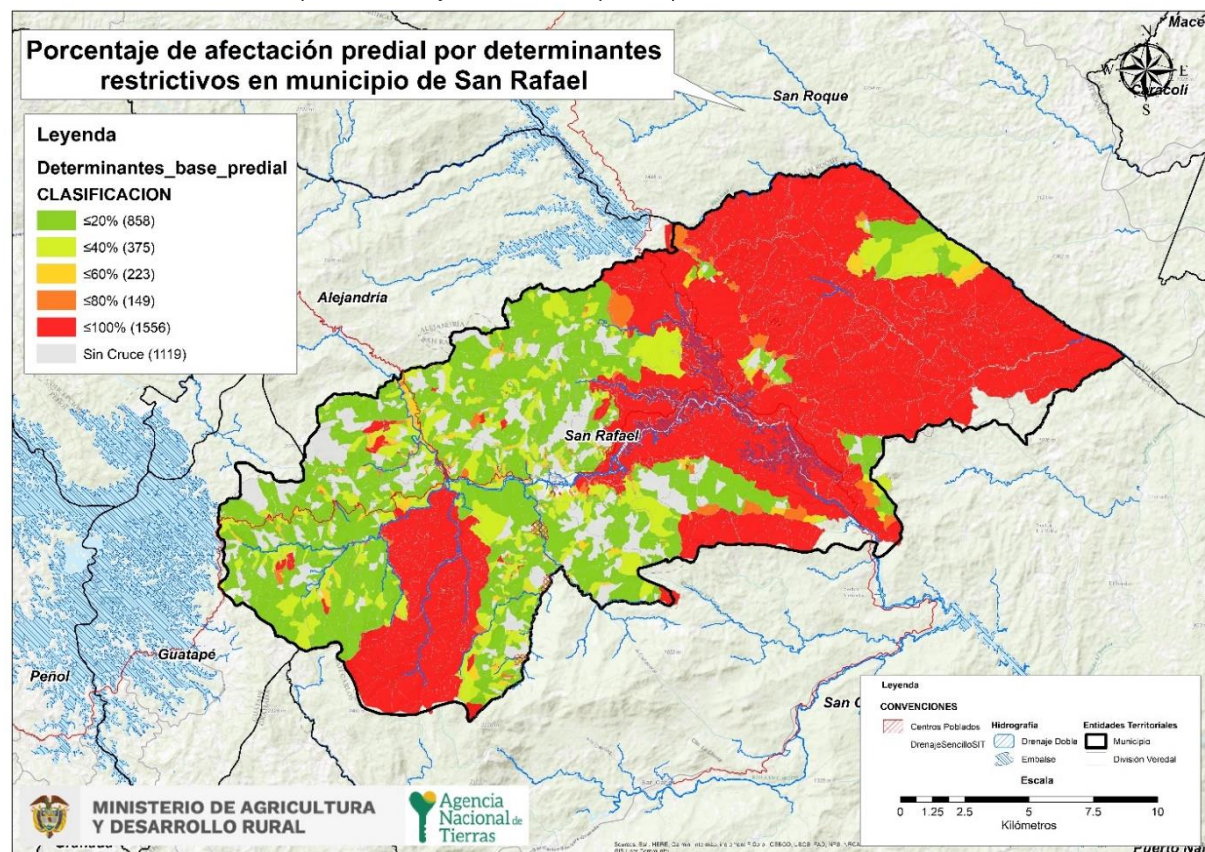 Porcentaje de afectación predial por determinantes
restrictivos en municipio de San Rafael
Leyenda
Determinantes_base_predial
CLASIFICACION
≤20% (858)
≤40% (375)
≤60% (223)
≤80% (149)
≤100% (1556)
Sin Cruce (1119)
N
W
E
S
San Roque
Caracolí
Alejandría
San Rafael
Guatapé
Peñol
Leyenda
CONVENCIONES
Centros Poblados
DrenajeSencilloSIT
Hidrografía
Drenaje Doble
Embalse
Entidades Territoriales
Municipio
División Veredal
Escala
0 1.25 2.5 5 7.5 10
Kilómetros
MINISTERIO DE AGRICULTURA
Y DESARROLLO RURAL
Agencia
Nacional de
Tierras